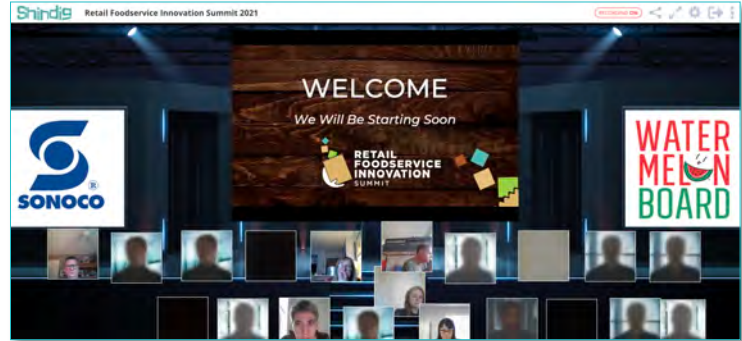 Shindig Retail Foodservice Innovation Summit 2021
RECORDING ON
WELCOME
We Will Be Starting Soon
RETAIL
FOODSERVICE
INNOVATION
SUMMIT
SONOCO
®
WATER
MELON
BOARD